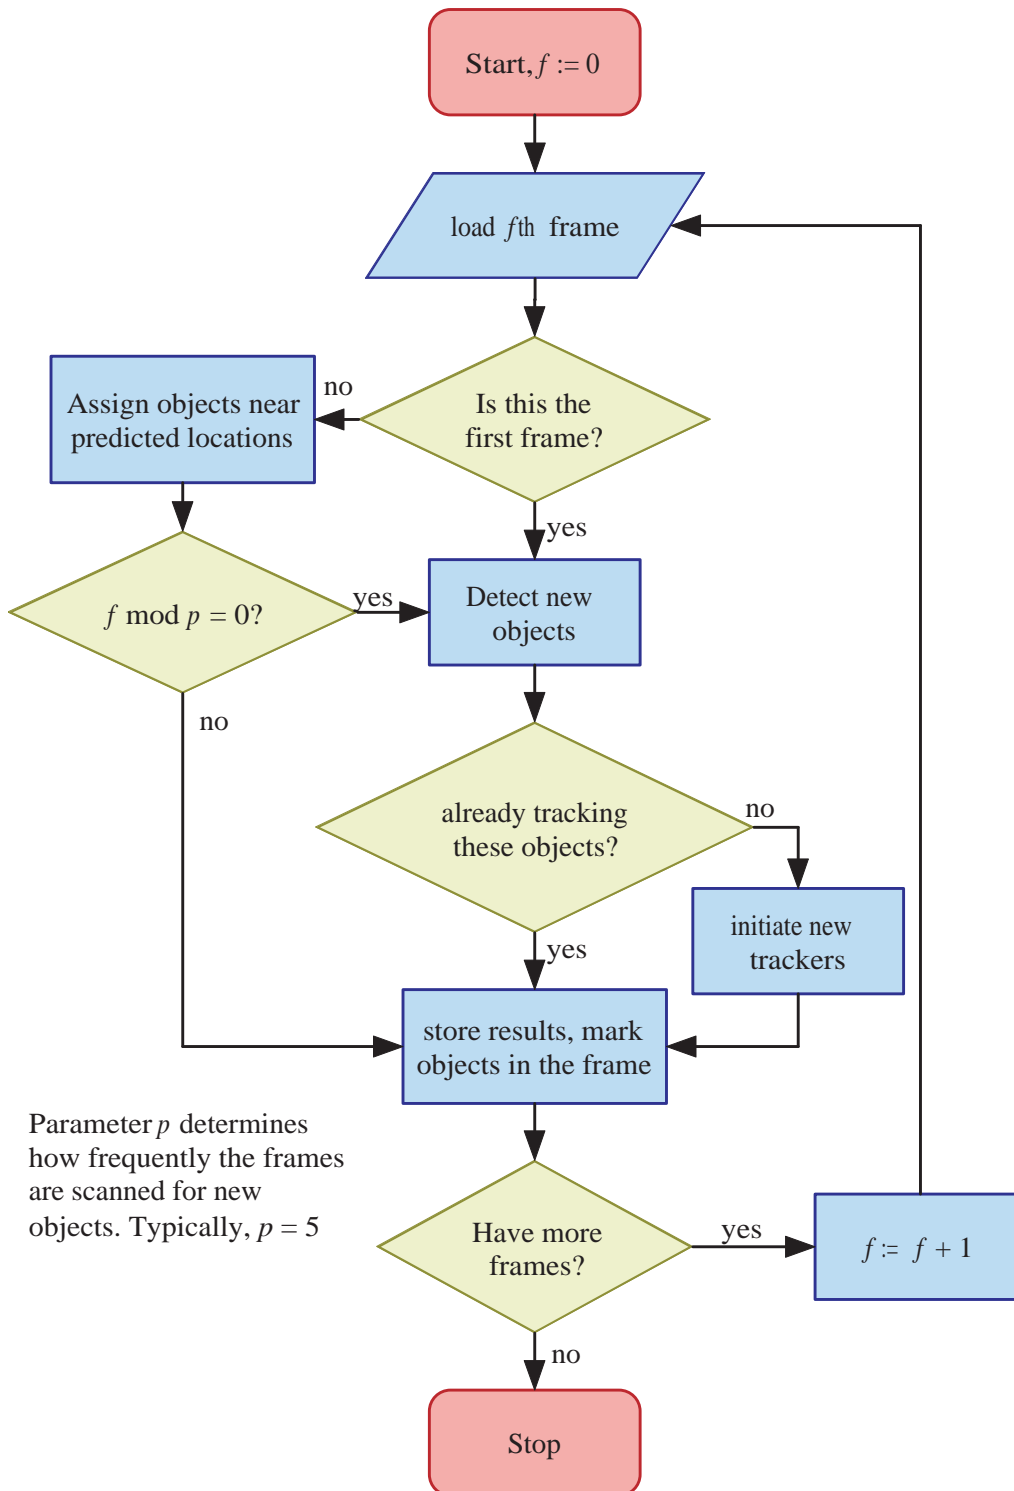 Start, f := 0
load fth frame
Is this the
first frame?
no
Assign objects near
predicted locations
yes
f mod p = 0?
yes
Detect new
objects
no
already tracking
these objects?
no
initiate new
trackers
yes
store results, mark
objects in the frame
Parameter p determines
how frequently the frames
are scanned for new
objects. Typically, p = 5
Have more
frames?
yes
f := f + 1
no
Stop